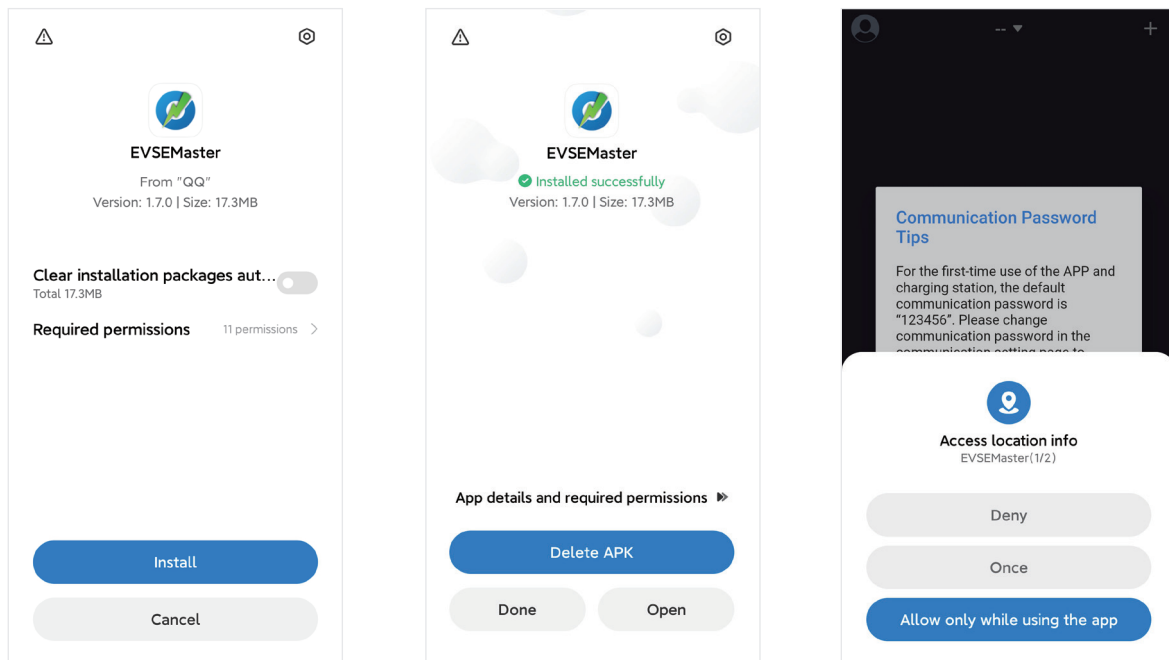 EVSEMaster
From "QQ"
Version: 1.7.0 | Size: 17.3MB
Clear installation packages aut...
Total 17.3MB
Required permissions 11 permissions
Install
Cancel
EVSEMaster
Installed successfully
Version: 1.7.0 | Size: 17.3MB
App details and required permissions
Delete APK
Done Open
--
Communication Password
Tips
For the first-time use of the APP and
charging station, the default
communication password is
“123456”. Please change
communication password in the
communication setting page to
Access location info
EVSEMaster(1/2)
Deny
Once
Allow only while using the app